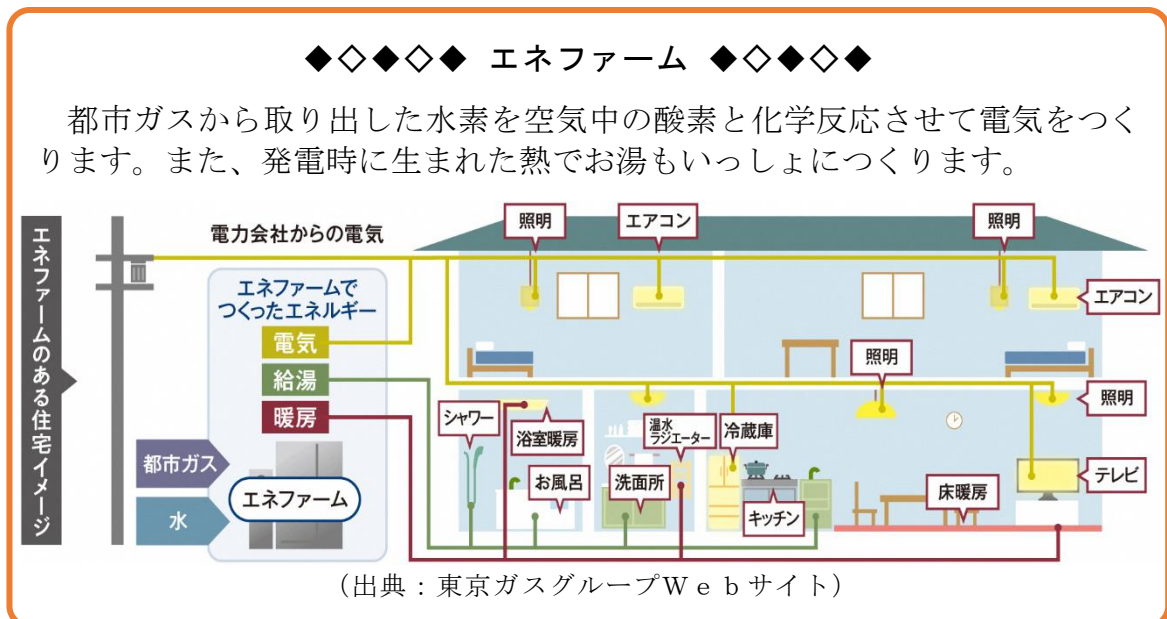 ◆◇◆◇◆ エネファーム ◆◇◆◇◆
都市ガスから取り出した水素を空気中の酸素と化学反応させて電気をつく
ります。また、発電時に生まれた熱でお湯もいっしょにつくります。
エネファームのある住宅イメージ
電力会社からの電気
エネファームで
つくったエネルギー
電気
給湯
暖房
都市ガス
水
エネファーム
照明
エアコン
照明
エアコン
照明
照明
シャワー
浴室暖房
温水
ラジエーター
冷蔵庫
お風呂
洗面所
キッチン
床暖房
テレビ
（出典：東京ガスグループＷｅｂサイト）